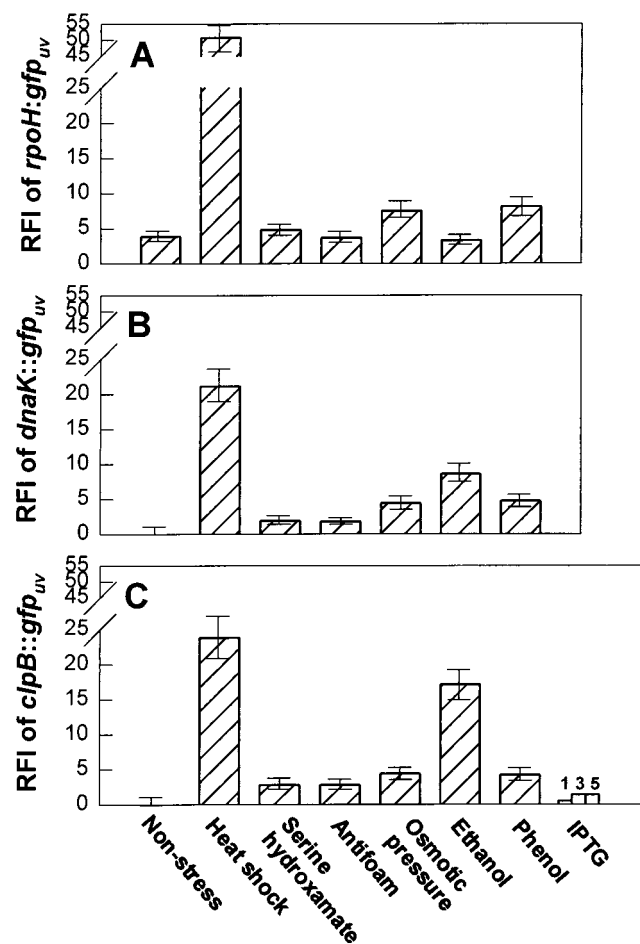 A
RFI of rpoH:gfpuv
55
50
45
25
20
15
10
5
0
B
RFI of dnaK::gfpuv
55
50
45
25
20
15
10
5
0
C
RFI of clpB::gfpuv
55
50
45
25
20
15
10
5
0
1 3 5
Non-stress
Heat shock
Serine
hydroxamate
Antifoam
Osmotic
pressure
Ethanol
Phenol
IPTG